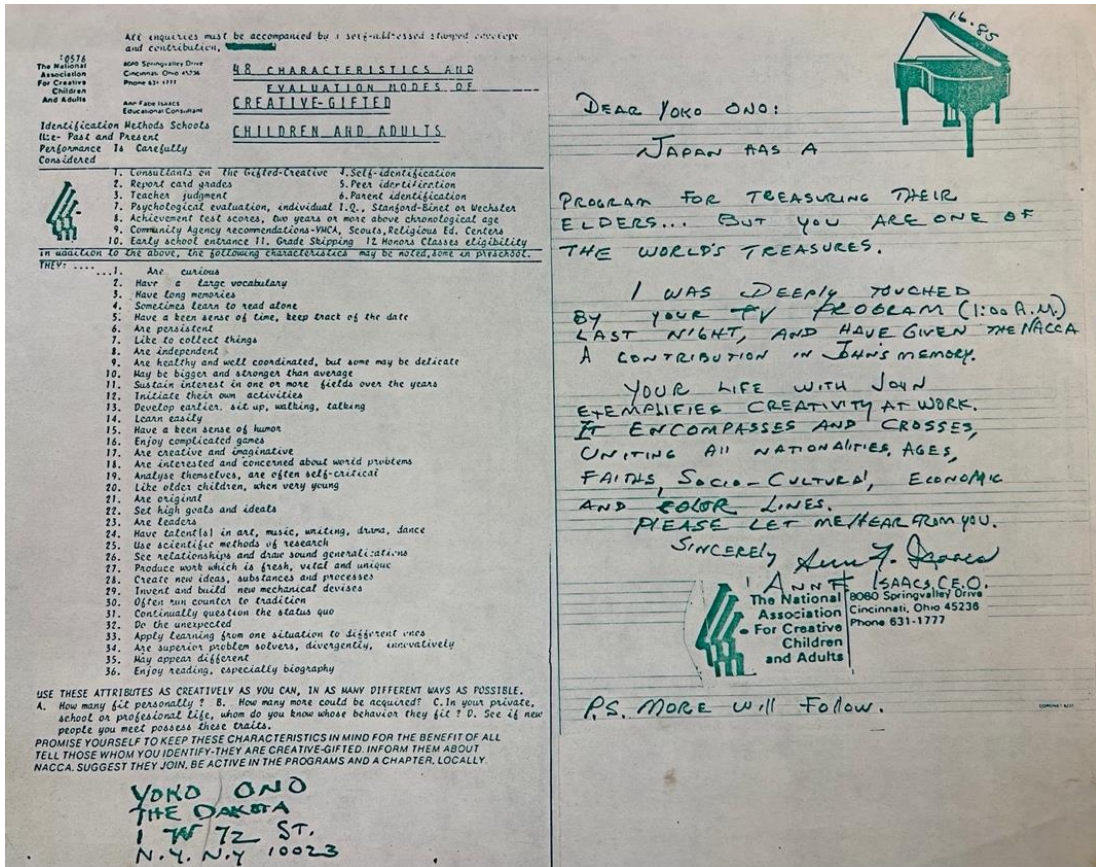 All inquiries must be accompanied by a self-addressed stamped envelope
and contribution,
The National
Association
For Creative
Children
And Adults
8080 Springvalley Drive
Cincinnati, Ohio 45236
Phone 631-1777
Ann Fabe Isaacs
Educational Consultant
48 CHARACTERISTICS AND
EVALUATION MODES OF
CREATIVE-GIFTED
CHILDREN AND ADULTS
Identification Methods Schools
Use- Past and Present
Performance Is Carefully
Considered
1. Consultants on the Gifted-Creative 4.Self-identification
2. Report card grades 5.Peer identification
3. Teacher judgment 6.Parent identification
7. Psychological evaluation, individual I.Q., Stanford-Binet or Wechsler
8. Achievement test scores, two years or more above chronological age
9. Community Agency recommendations-YMCA, Scouts,Religious Ed. Centers
10. Early school entrance 11. Grade Skipping 12 Honors Classes eligibility
in addition to the above, the following characteristics may be noted,some in preschool.
THEY: .... ...1. Are curious
2. Have a large vocabulary
3. Have long memories
4. Sometimes learn to read alone
5. Have a keen sense of time, keep track of the date
6. Are persistent
7. Like to collect things
8. Are independent
9. Are healthy and well coordinated, but some may be delicate
10. May be bigger and stronger than average
11. Sustain interest in one or more fields over the years
12. Initiate their own activities
13. Develop earlier, sit up, walking, talking
14. Learn easily
15. Have a keen sense of humor
16. Enjoy complicated games
17. Are creative and imaginative
18. Are interested and concerned about world problems
19. Analyse themselves, are often self-critical
20. Like older children, when very young
21. Are original
22. Set high goals and ideals
23. Are leaders
24. Have talent(s) in art, music, writing, drama, dance
25. Use scientific methods of research
26. See relationships and draw sound generalizations
27. Produce work which is fresh, vital and unique
28. Create new ideas, substances and processes
29. Invent and build new mechanical devises
30. Often run counter to tradition
31. Continually question the status quo
32. Do the unexpected
33. Apply learning from one situation to different ones
34. Are superior problem solvers, divergently, innovatively
35. May appear different
36. Enjoy reading, especially biography
USE THESE ATTRIBUTES AS CREATIVELY AS YOU CAN, IN AS MANY DIFFERENT WAYS AS POSSIBLE.
A. How many fit personally ? B. How many more could be acquired? C.In your private,
school or profesional life, whom do you know whose behavior they fit ? D. See if new
people you meet possess these traits.
PROMISE YOURSELF TO KEEP THESE CHARACTERISTICS IN MIND FOR THE BENEFIT OF ALL
TELL THOSE WHOM YOU IDENTIFY-THEY ARE CREATIVE-GIFTED. INFORM THEM ABOUT
NACCA. SUGGEST THEY JOIN, BE ACTIVE IN THE PROGRAMS AND A CHAPTER, LOCALLY.
YOKO ONO
THE DAKOTA
1 W 72 ST.
N.Y. N.Y 10023
DEAR YOKO ONO:
JAPAN HAS A
PROGRAM FOR TREASURING THEIR
ELDERS... BUT YOU ARE ONE OF
THE WORLD'S TREASURES.
I WAS DEEPLY TOUCHED
BY YOUR TV PROGRAM (1:00 A.M.)
LAST NIGHT, AND HAVE GIVEN THE NACCA
A CONTRIBUTION IN JOHN'S MEMORY.
YOUR LIFE WITH JOHN
EXEMPLIFIES CREATIVITY AT WORK.
IT ENCOMPASSES AND CROSSES,
UNITING All NATIONALITIES, AGES,
FAITHS, SOCIO-CULTURAl, ECONOMIC
AND COLOR LINES.
PLEASE LET ME HEAR FROM YOU.
SINCERELY Ann F. Isaacs
ANN F ISAACS, C.E.O.
The National
Association
For Creative
Children
and Adults
8080 Springvalley Drive
Cincinnati, Ohio 45236
Phone 631-1777
P.S. MORE Will Follow.